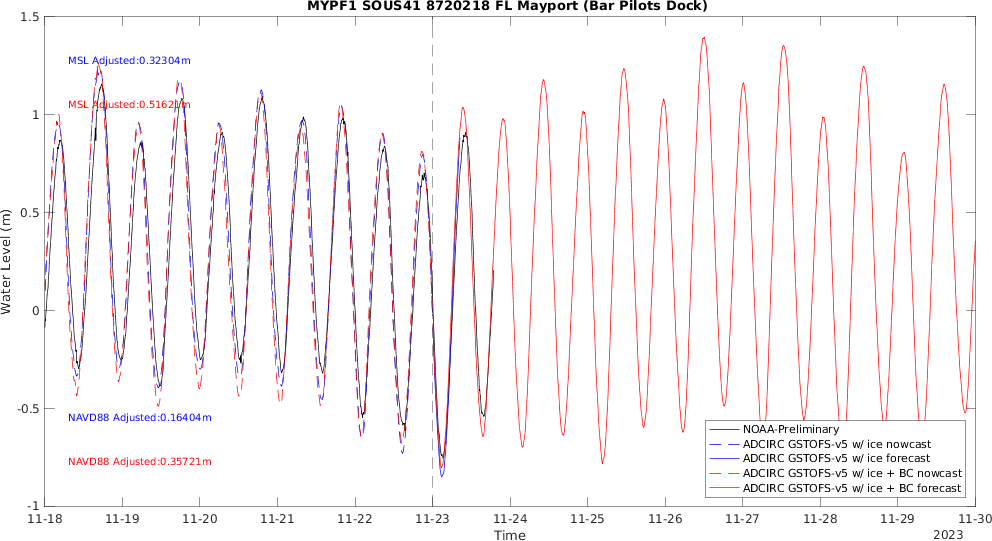 MYPF1 SOUS41 8720218 FL Mayport (Bar Pilots Dock)
1.5
1
0.5
0
-0.5
-1
Water Level (m)
MSL Adjusted:0.32304m
MSL Adjusted:0.51621m
NAVD88 Adjusted:0.16404m
NAVD88 Adjusted:0.35721m
NOAA-Preliminary
ADCIRC GSTOFS-v5 w/ ice nowcast
ADCIRC GSTOFS-v5 w/ ice forecast
ADCIRC GSTOFS-v5 w/ ice + BC nowcast
ADCIRC GSTOFS-v5 w/ ice + BC forecast
11-18 11-19 11-20 11-21 11-22 11-23 11-24 11-25 11-26 11-27 11-28 11-29 11-30
Time
2023